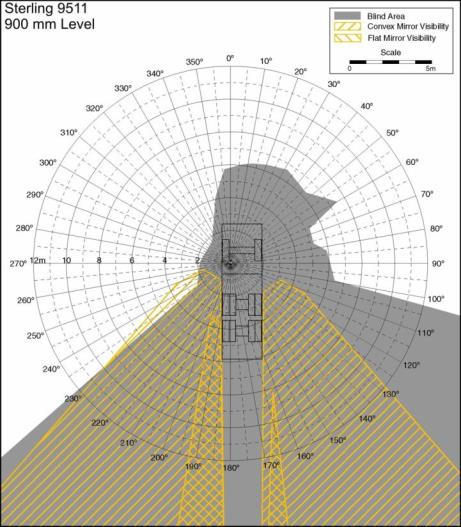 Sterling 9511
900 mm Level
Blind Area
Convex Mirror Visibility
Flat Mirror Visibility
Scale
0 5m
0°
350° 10°
340° 20°
330° 30°
320° 40°
310° 50°
300° 60°
290° 70°
280° 80°
270° 12m 10 8 6 4 2 90°
260° 100°
250° 110°
240° 120°
230° 130°
220° 140°
210° 150°
200° 160°
190° 180° 170°